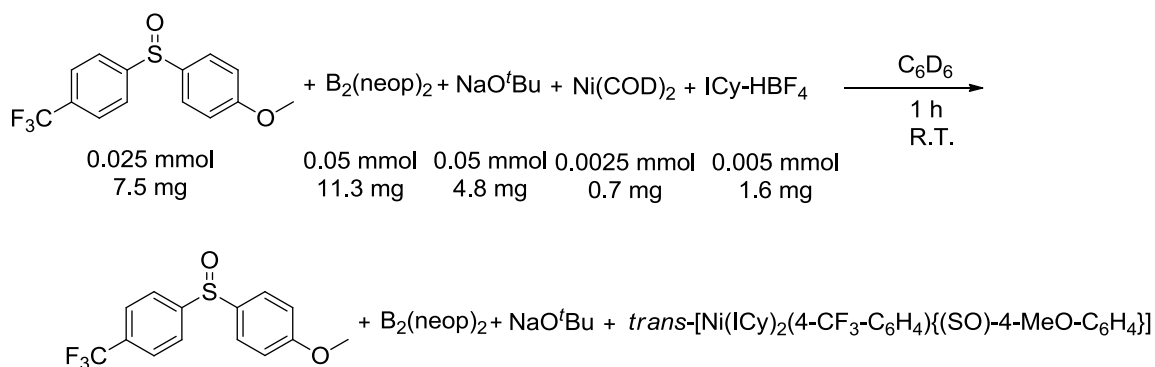 O
S
F₃C
O
+ B₂(neop)₂ + NaOᵗBu + Ni(COD)₂ + ICy-HBF₄
C₆D₆
1 h
R.T.
0.025 mmol 0.05 mmol 0.05 mmol 0.0025 mmol 0.005 mmol
7.5 mg 11.3 mg 4.8 mg 0.7 mg 1.6 mg
O
S
F₃C
O
+ B₂(neop)₂ + NaOᵗBu + trans-[Ni(ICy)₂(4-CF₃-C₆H₄){(SO)-4-MeO-C₆H₄}]